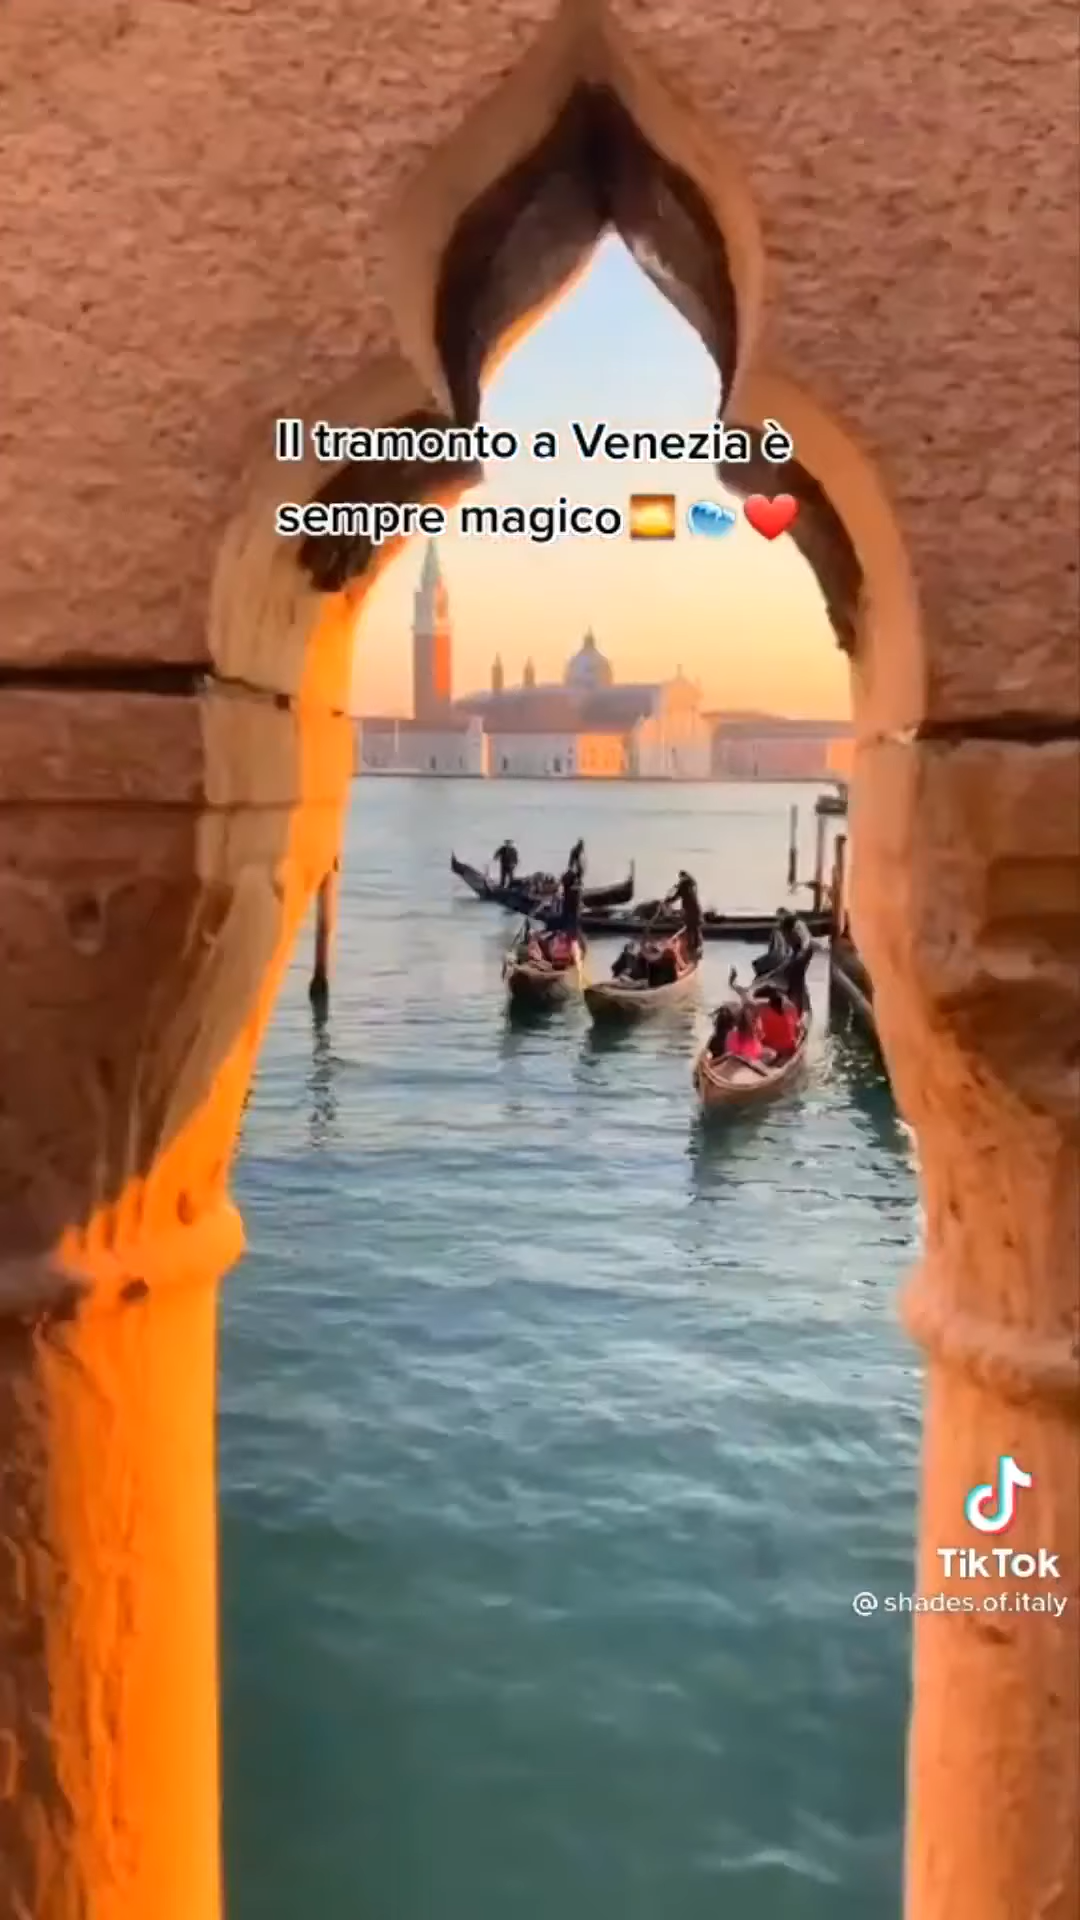 Il tramonto a Venezia è
sempre magico🌅🌊❤️
TikTok
@shades.of.italy